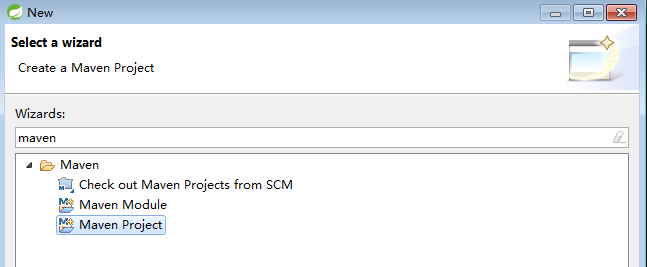 New
Select a wizard
Create a Maven Project
Wizards:
maven
Maven
Check out Maven Projects from SCM
Maven Module
Maven Project